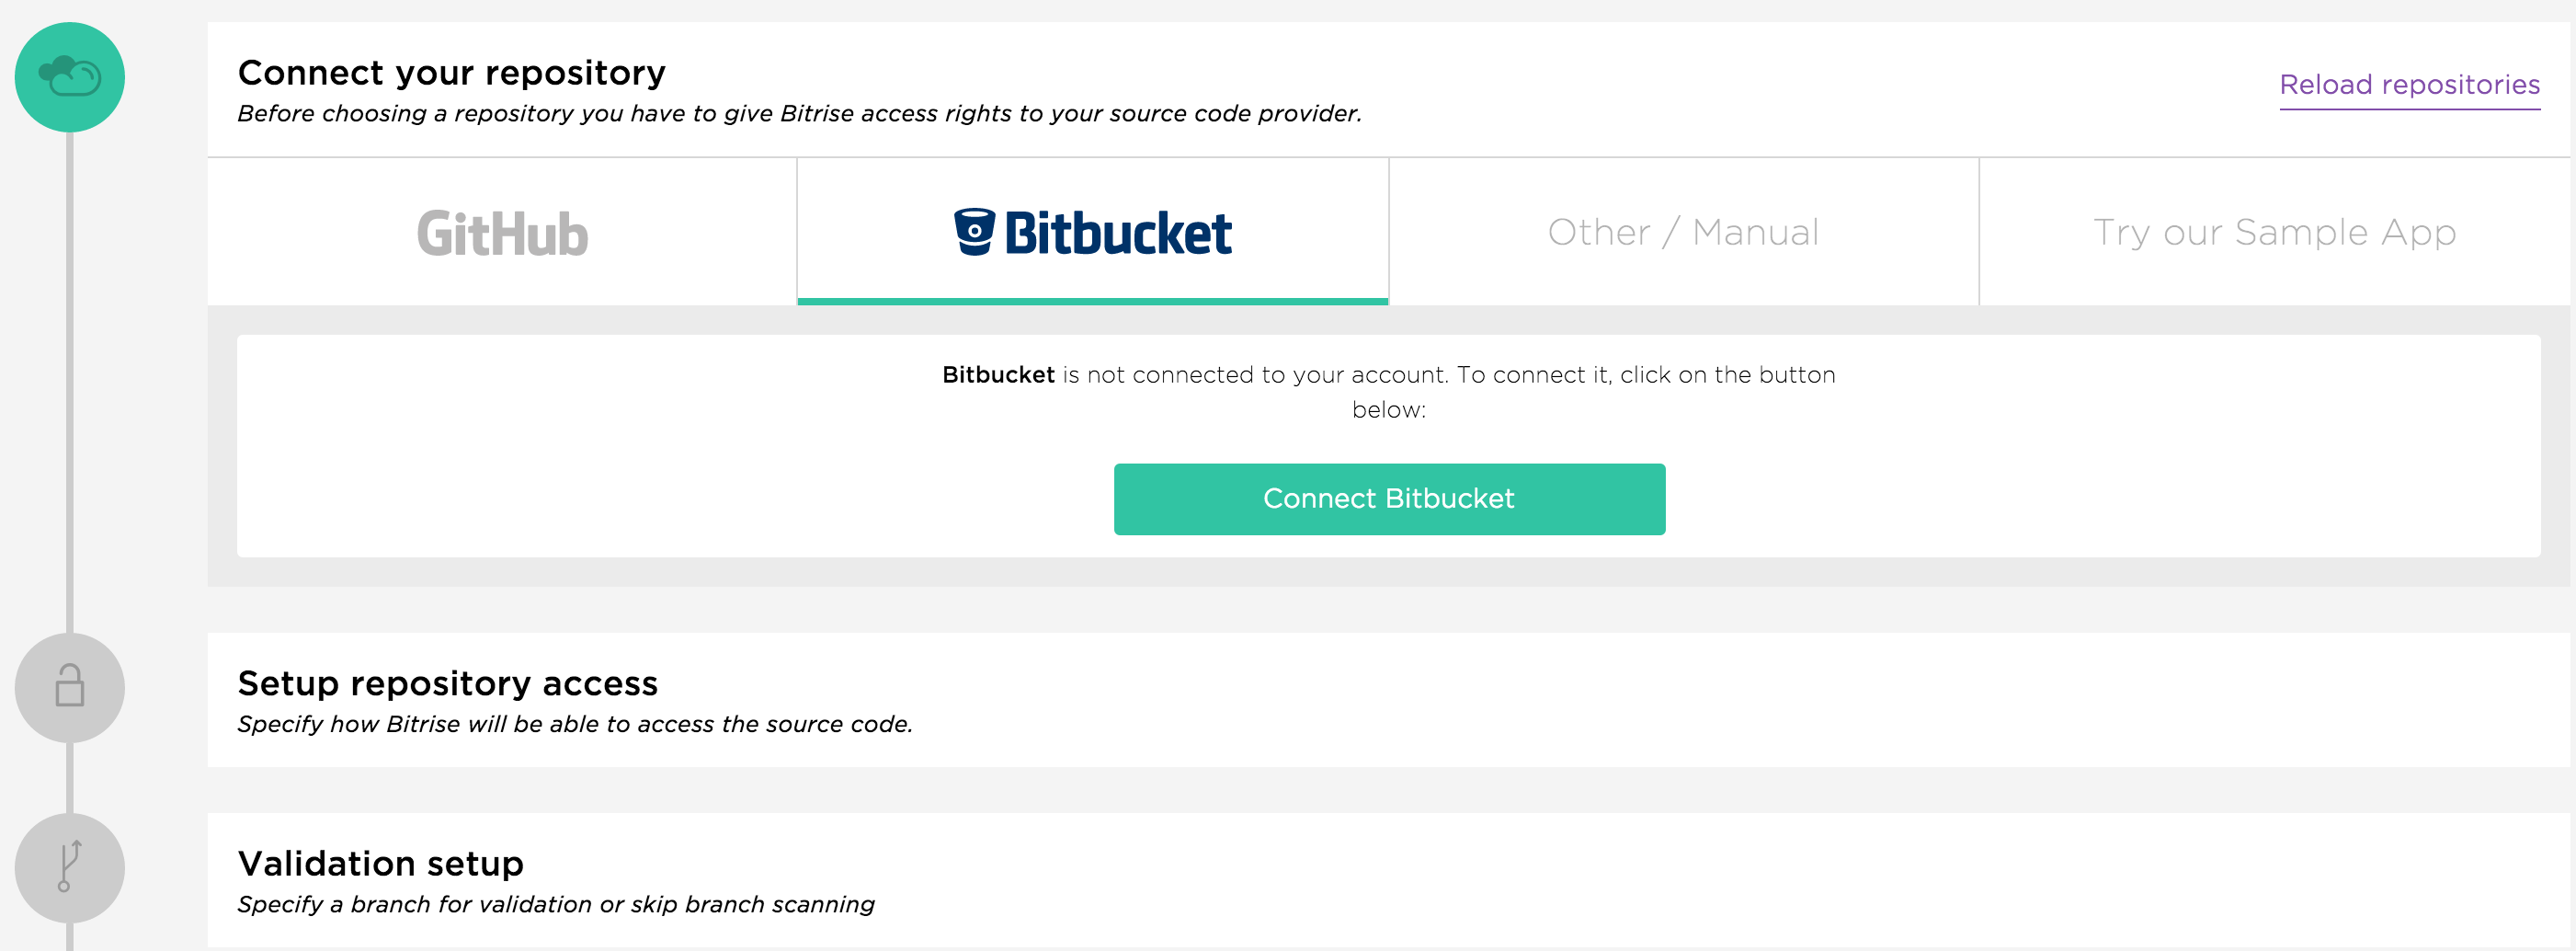 Connect your repository
Before choosing a repository you have to give Bitrise access rights to your source code provider.
Reload repositories
GitHub
Bitbucket
Other / Manual
Try our Sample App
Bitbucket is not connected to your account. To connect it, click on the button
below:
Connect Bitbucket
Setup repository access
Specify how Bitrise will be able to access the source code.
Validation setup
Specify a branch for validation or skip branch scanning